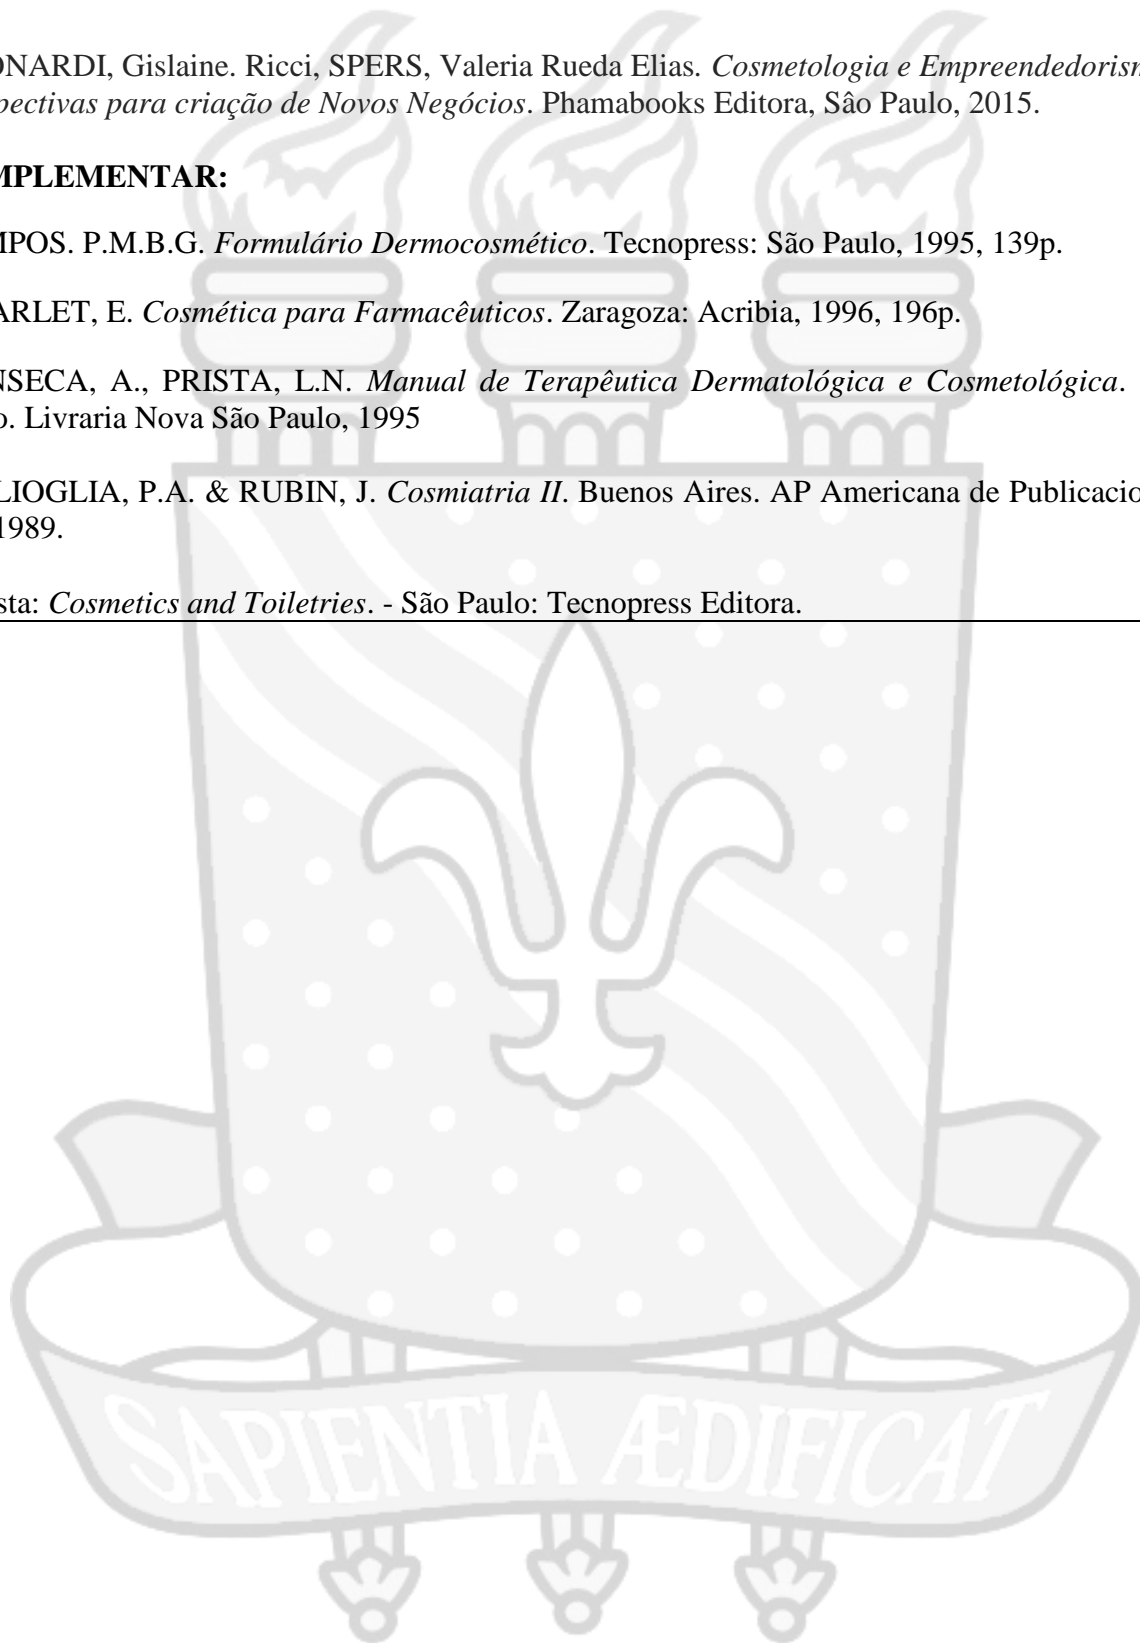 ONARDI, Gislaine. Ricci, SPERS, Valeria Rueda Elias. Cosmetologia e Empreendedorism
pectivas para criação de Novos Negócios. Phamabooks Editora, Sâo Paulo, 2015.
MPLEMENTAR:
MPOS. P.M.B.G. Formulário Dermocosmético. Tecnopress: São Paulo, 1995, 139p.
ARLET, E. Cosmética para Farmacêuticos. Zaragoza: Acribia, 1996, 196p.
NSECA, A., PRISTA, L.N. Manual de Terapêutica Dermatológica e Cosmetológica.
o. Livraria Nova São Paulo, 1995
LIOGLIA, P.A. & RUBIN, J. Cosmiatria II. Buenos Aires. AP Americana de Publicacio
1989.
sta: Cosmetics and Toiletries. - São Paulo: Tecnopress Editora.
SAPIENTIA ÆDIFICAT